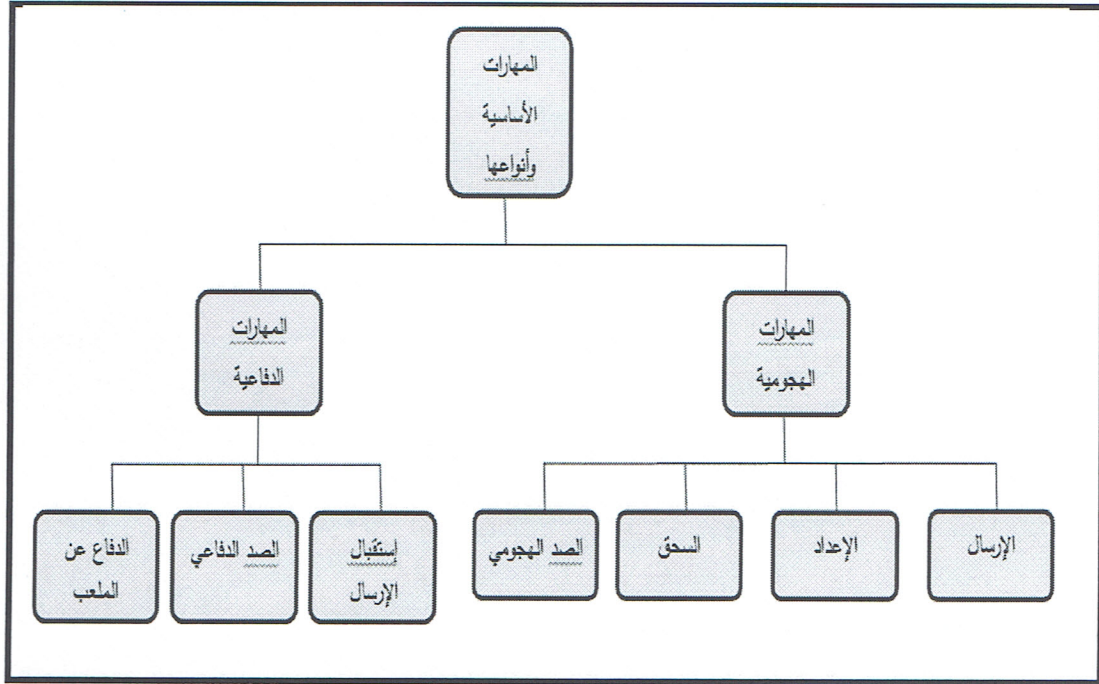 المهارات
الأساسية
وأنواعها
المهارات
الهجومية
المهارات
الدفاعية
الإرسال
الإعداد
السحق
الصد الهجومي
إستقبال
الإرسال
الصد الدفاعي
الدفاع عن
الملعب